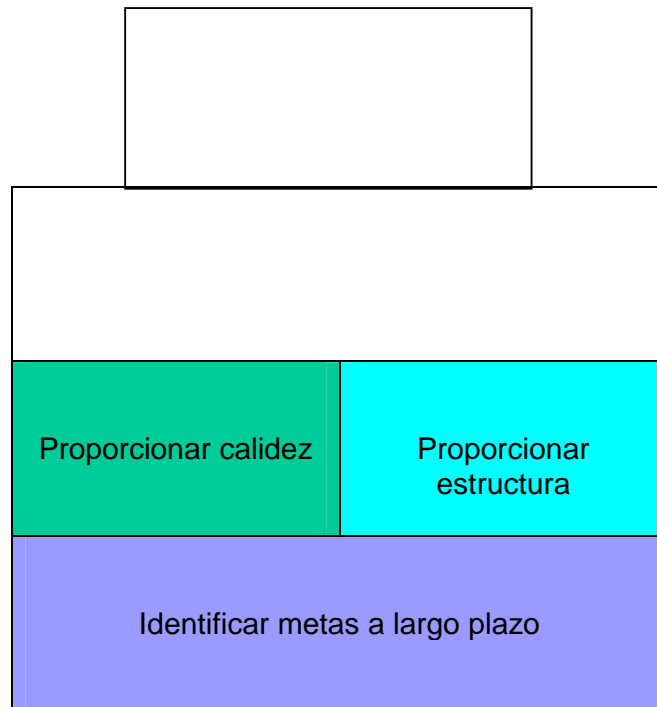 Proporcionar calidez
Proporcionar
estructura
Identificar metas a largo plazo